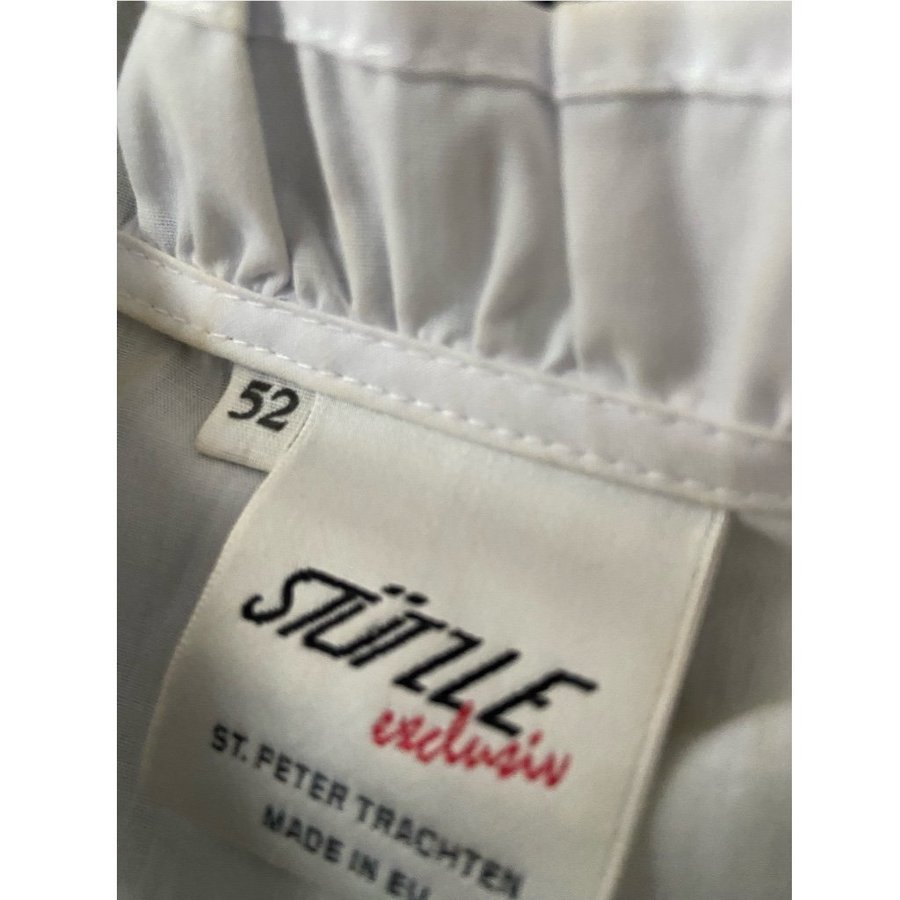 52
STÜTZLE
exclusiv
ST. PETER TRACHTEN
MADE IN EU